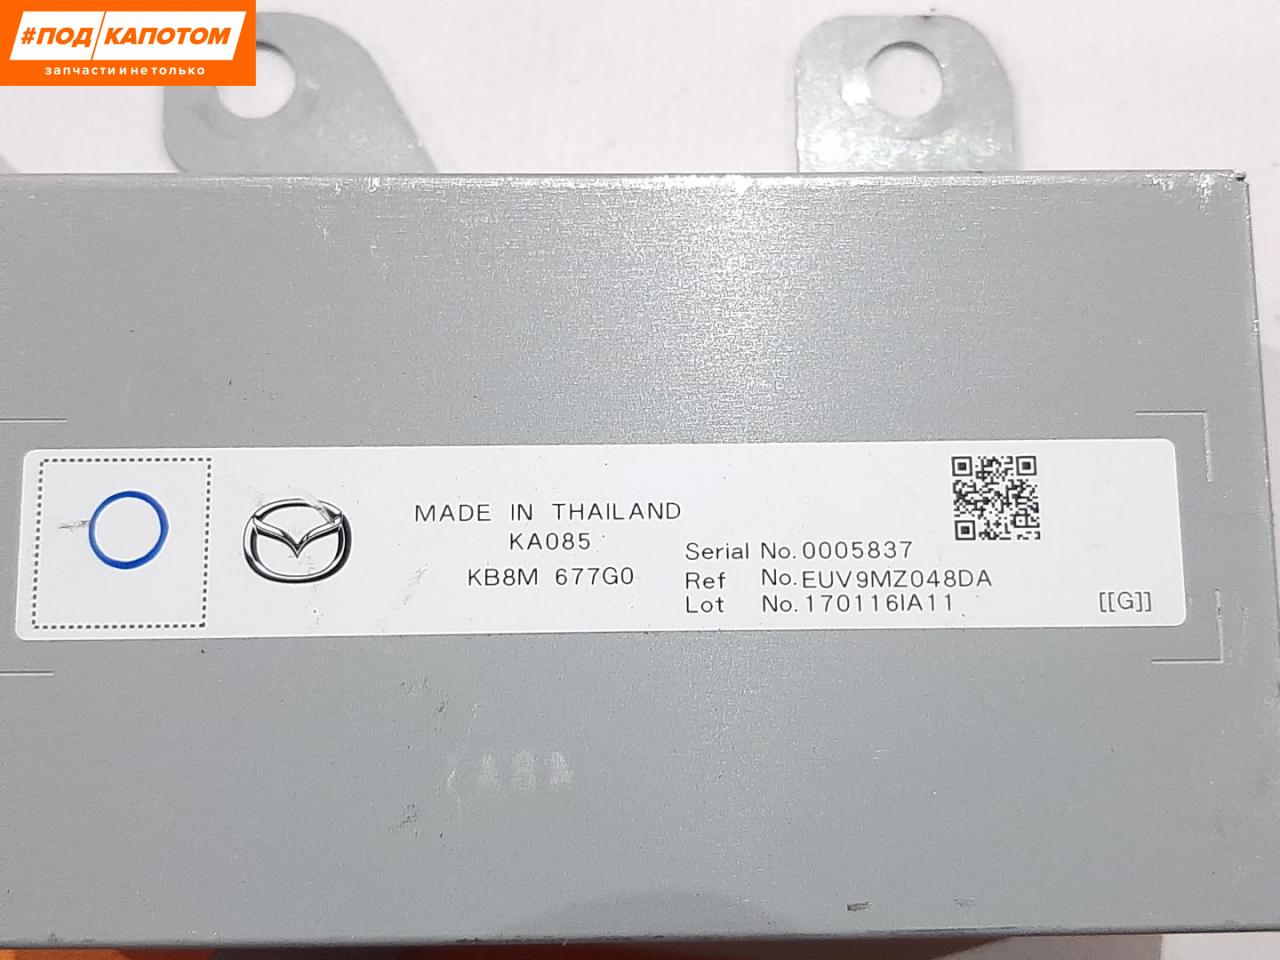 #ПОД КАПОТОМ
запчасти и не только
MADE IN THAILAND
KA085
KB8M 677G0
Serial No. 0005837
Ref No. EUV9MZ048DA
Lot No. 170116IA11
[[G]]